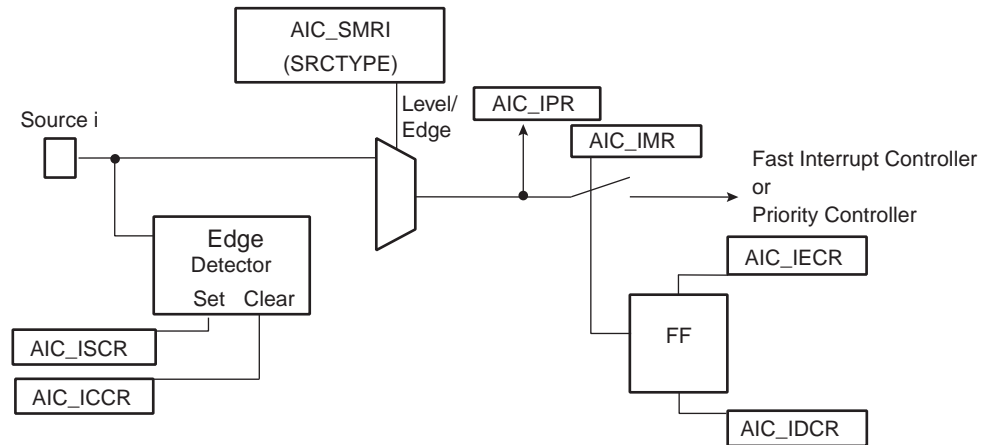 AIC_SMRI
(SRCTYPE)
Source i
Level/
Edge
AIC_IPR
AIC_IMR
Fast Interrupt Controller
or
Priority Controller
Edge
Detector
Set Clear
AIC_IECR
FF
AIC_ISCR
AIC_ICCR
AIC_IDCR